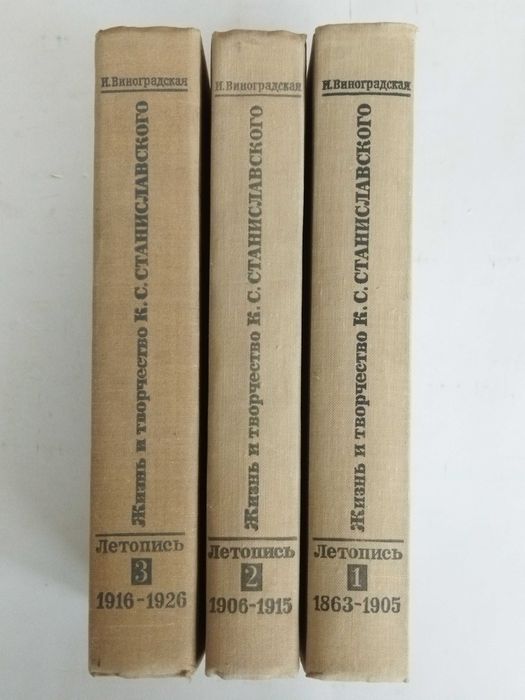 И. Виноградская
Жизнь и творчество К. С. СТАНИСЛАВСКОГО
Летопись
3
1916-1926
И. Виноградская
Жизнь и творчество К. С. СТАНИСЛАВСКОГО
Летопись
2
1906-1915
И. Виноградская
Жизнь и творчество К. С. СТАНИСЛАВСКОГО
Летопись
1
1863-1905